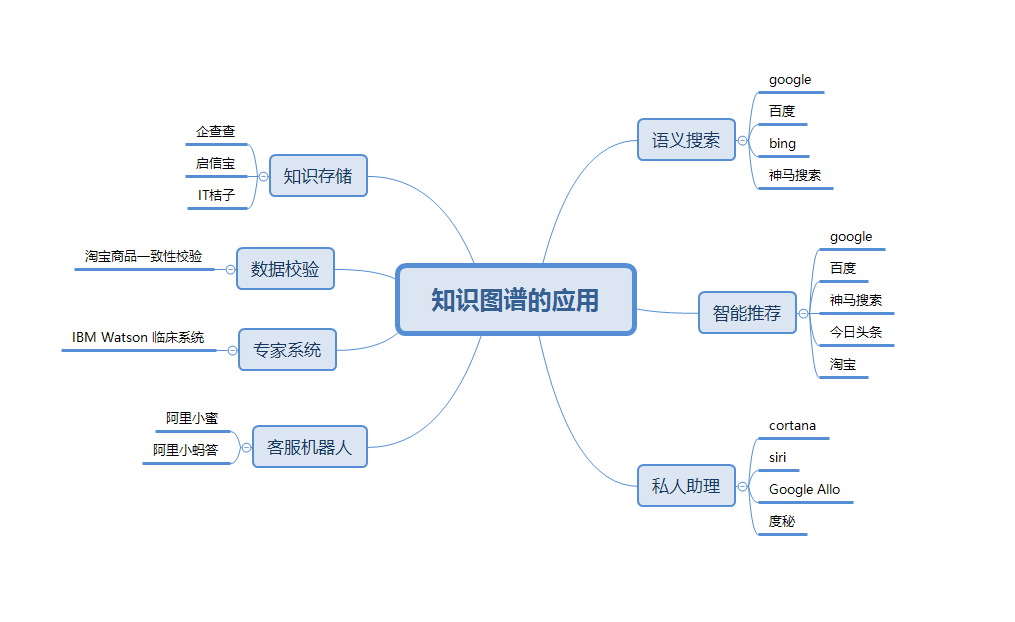 知识图谱的应用
语义搜索
google
百度
bing
神马搜索
智能推荐
google
百度
神马搜索
今日头条
淘宝
私人助理
cortana
siri
Google Allo
度秘
知识存储
企查查
启信宝
IT桔子
数据校验
淘宝商品一致性校验
专家系统
IBM Watson 临床系统
客服机器人
阿里小蜜
阿里小蚂答